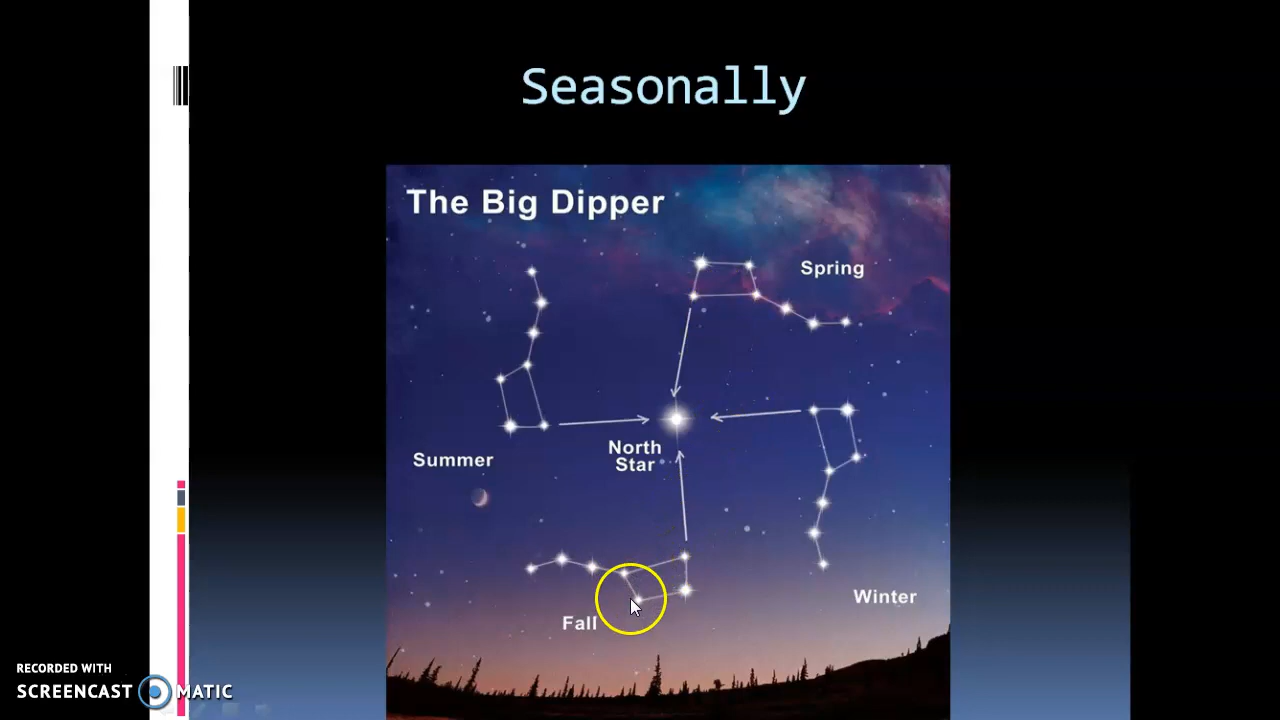 Seasonally
The Big Dipper
Spring
North
Star
Summer
Fall
Winter
RECORDED WITH
SCREENCAST MATIC